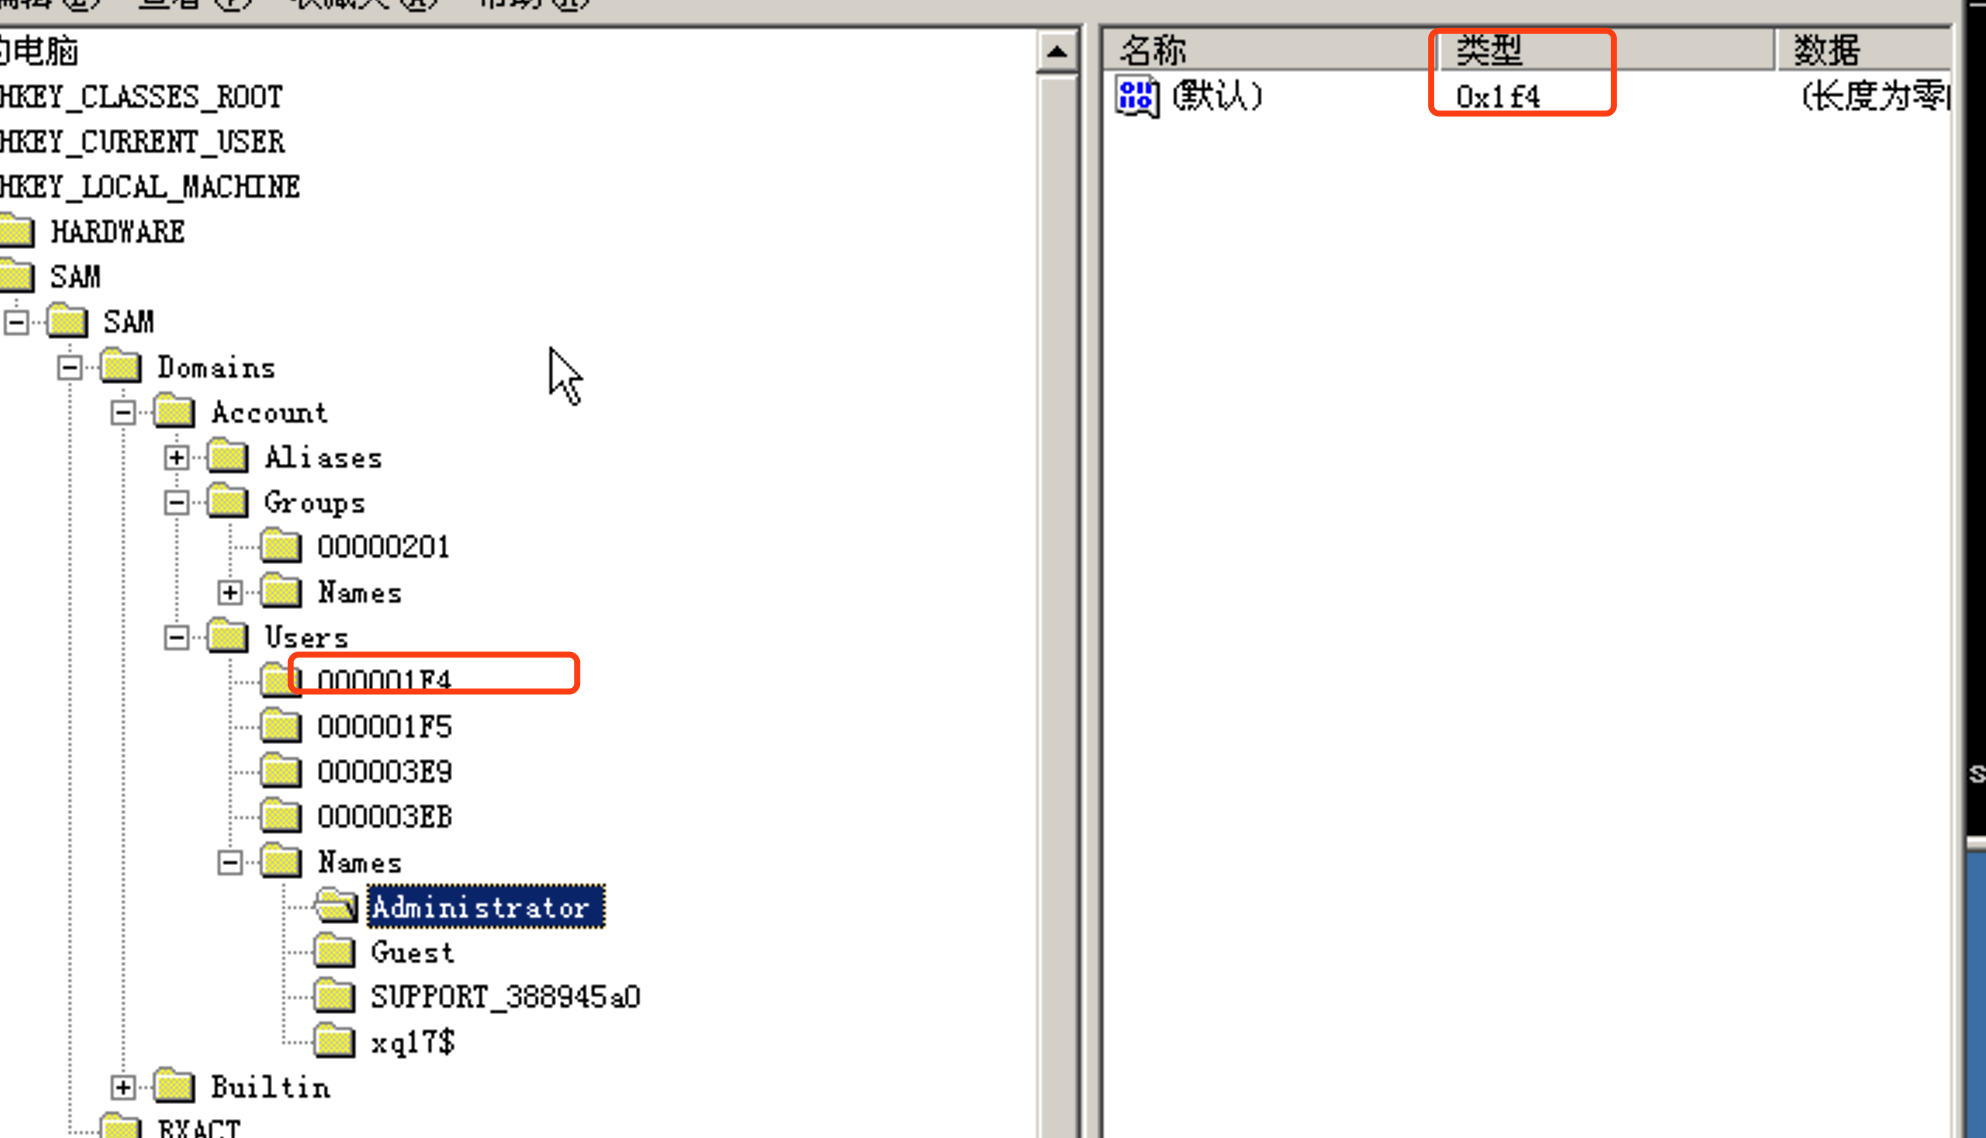 编辑(E) 查看(V) 收藏夹(A) 帮助(H)
的电脑
HKEY_CLASSES_ROOT
HKEY_CURRENT_USER
HKEY_LOCAL_MACHINE
HARDWARE
SAM
SAM
Domains
Account
Aliases
Groups
00000201
Names
Users
000001F4
000001F5
000003E9
000003EB
Names
Administrator
Guest
SUPPORT_388945a0
xq17$
Builtin
RXACT
名称 类型 数据
(默认) 0x1f4 (长度为零
s